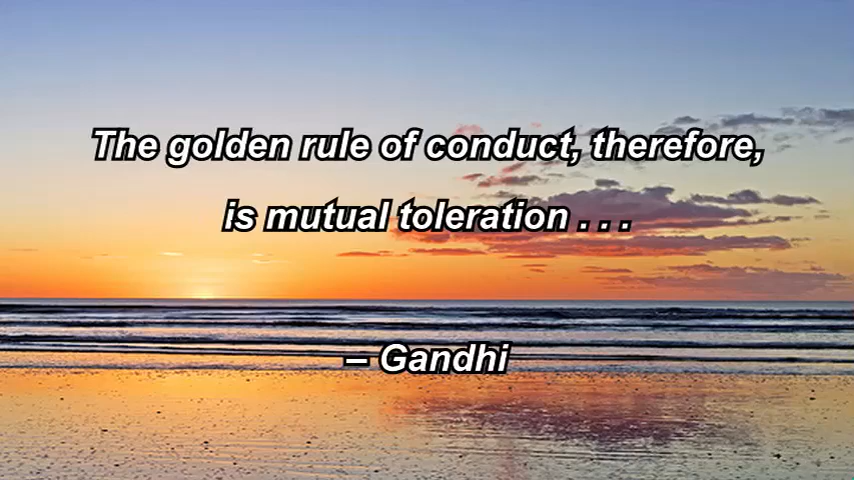 The golden rule of conduct, therefore,
is mutual toleration . . .
– Gandhi